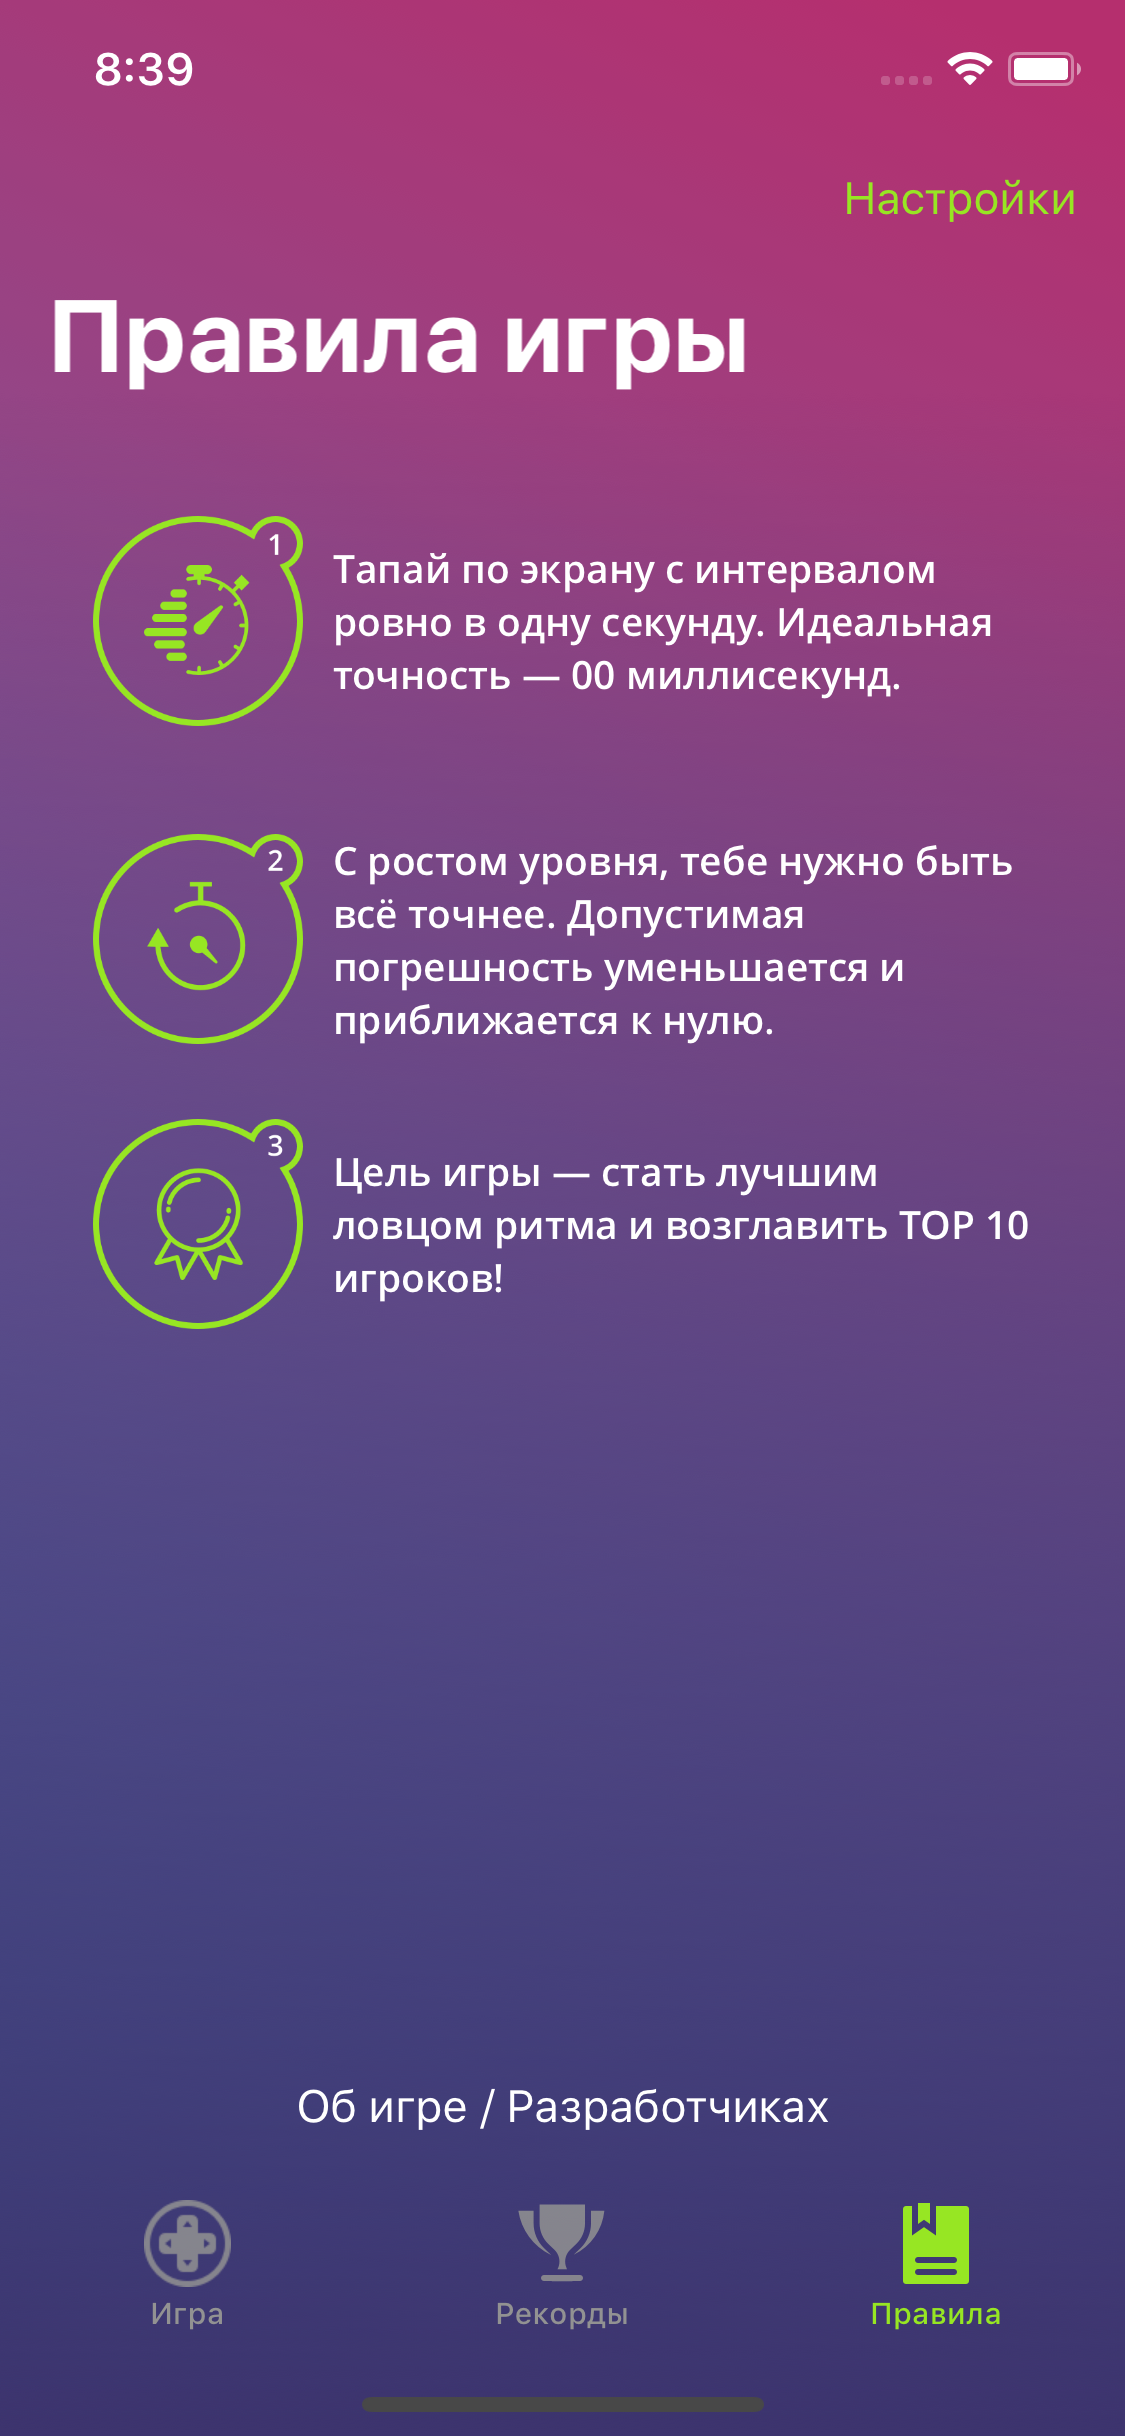 8:39
Настройки
Правила игры
1
Тапай по экрану с интервалом
ровно в одну секунду. Идеальная
точность — 00 миллисекунд.
2
С ростом уровня, тебе нужно быть
всё точнее. Допустимая
погрешность уменьшается и
приближается к нулю.
3
Цель игры — стать лучшим
ловцом ритма и возглавить TOP 10
игроков!
Об игре / Разработчиках
Игра
Рекорды
Правила